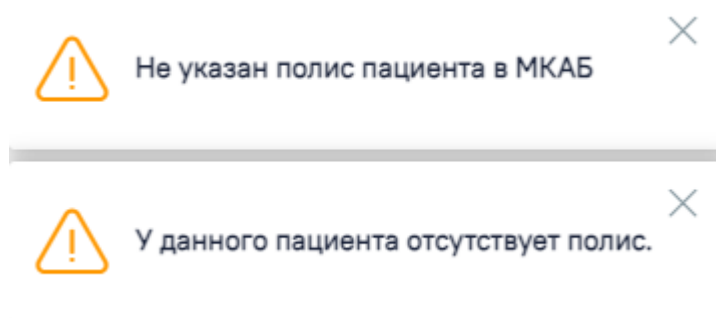 Не указан полис пациента в МКАБ
У данного пациента отсутствует полис.